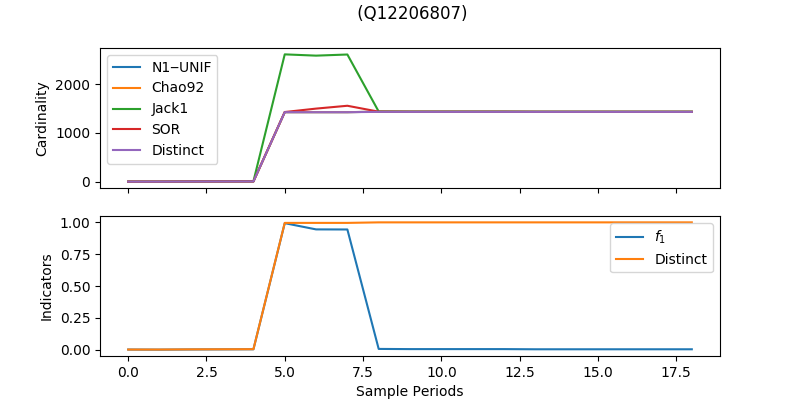 (Q12206807)
Cardinality
2000
1000
0
N1−UNIF
Chao92
Jack1
SOR
Distinct
Indicators
1.00
0.75
0.50
0.25
0.00
f1
Distinct
0.0 2.5 5.0 7.5 10.0 12.5 15.0 17.5
Sample Periods